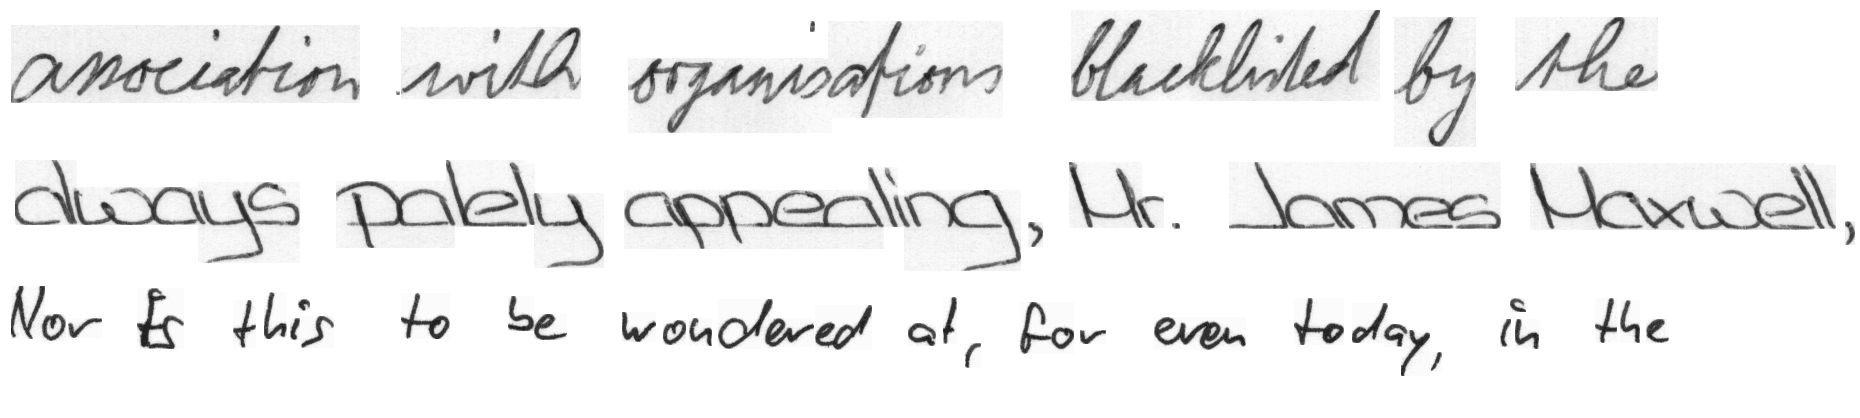 association with organisations blacklisted by the
always palely appealing, Mr. James Maxwell,
Nor is this to be wondered at, for even today, in the